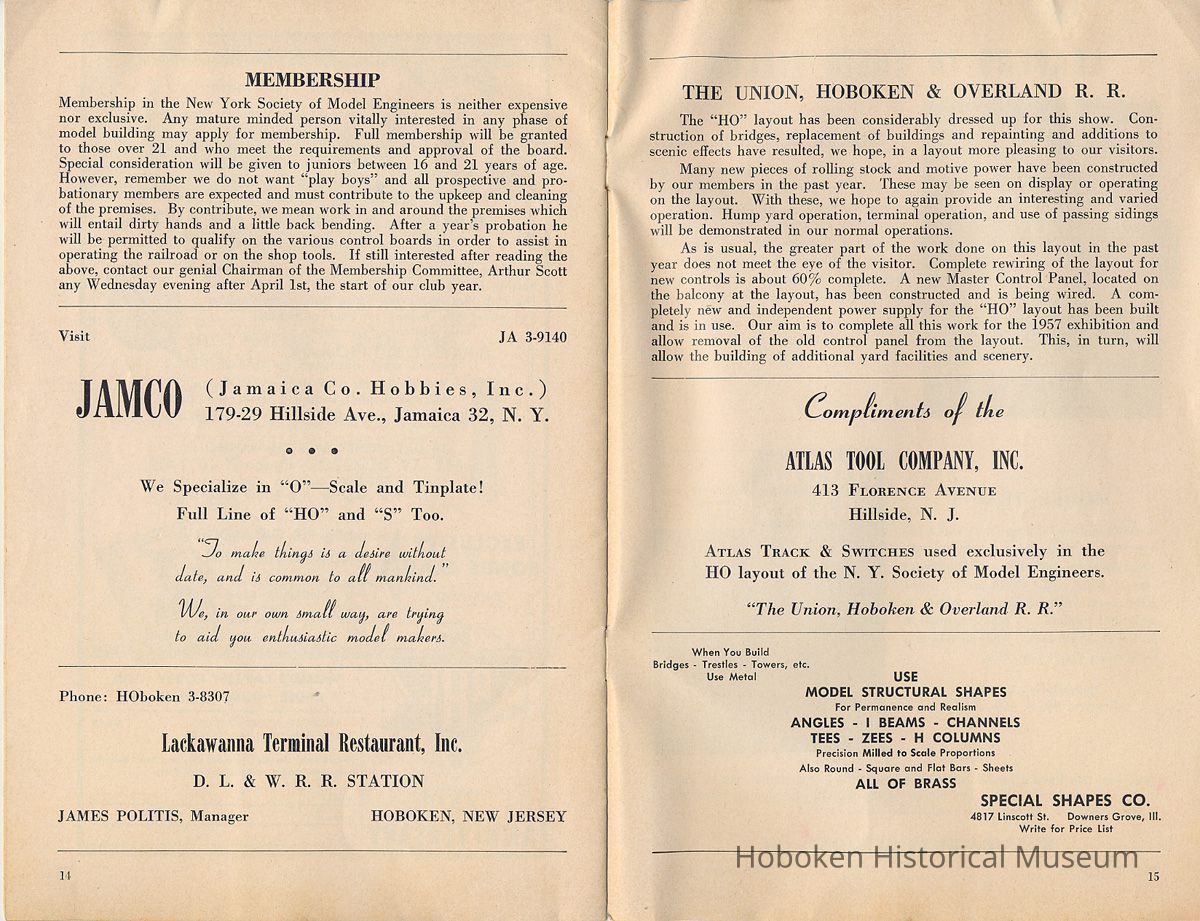 MEMBERSHIP
Membership in the New York Society of Model Engineers is neither expensive
nor exclusive. Any mature minded person vitally interested in any phase of
model building may apply for membership. Full membership will be granted
to those over 21 and who meet the requirements and approval of the board.
Special consideration will be given to juniors between 16 and 21 years of age.
However, remember we do not want "play boys" and all prospective and pro-
bationary members are expected and must contribute to the upkeep and cleaning
of the premises. By contribute, we mean work in and around the premises which
will entail dirty hands and a little back bending. After a year's probation he
will be permitted to qualify on the various control boards in order to assist in
operating the railroad or on the shop tools. If still interested after reading the
above, contact our genial Chairman of the Membership Committee, Arthur Scott
any Wednesday evening after April 1st, the start of our club year.
Visit JA 3-9140
JAMCO (Jamaica Co. Hobbies, Inc.)
179-29 Hillside Ave., Jamaica 32, N. Y.
• • •
We Specialize in "O"—Scale and Tinplate!
Full Line of "HO" and "S" Too.
"To make things is a desire without
date, and is common to all mankind."
We, in our own small way, are trying
to aid you enthusiastic model makers.
Phone: HOboken 3-8307
Lackawanna Terminal Restaurant, Inc.
D. L. & W. R. R. STATION
JAMES POLITIS, Manager HOBOKEN, NEW JERSEY
14
THE UNION, HOBOKEN & OVERLAND R. R.
The "HO" layout has been considerably dressed up for this show. Con-
struction of bridges, replacement of buildings and repainting and additions to
scenic effects have resulted, we hope, in a layout more pleasing to our visitors.
Many new pieces of rolling stock and motive power have been constructed
by our members in the past year. These may be seen on display or operating
on the layout. With these, we hope to again provide an interesting and varied
operation. Hump yard operation, terminal operation, and use of passing sidings
will be demonstrated in our normal operations.
As is usual, the greater part of the work done on this layout in the past
year does not meet the eye of the visitor. Complete rewiring of the layout for
new controls is about 60% complete. A new Master Control Panel, located on
the balcony at the layout, has been constructed and is being wired. A com-
pletely new and independent power supply for the "HO" layout has been built
and is in use. Our aim is to complete all this work for the 1957 exhibition and
allow removal of the old control panel from the layout. This, in turn, will
allow the building of additional yard facilities and scenery.
Compliments of the
ATLAS TOOL COMPANY, INC.
413 FLORENCE AVENUE
Hillside, N. J.
ATLAS TRACK & SWITCHES used exclusively in the
HO layout of the N. Y. Society of Model Engineers.
"The Union, Hoboken & Overland R. R."
When You Build
Bridges - Trestles - Towers, etc.
Use Metal
USE
MODEL STRUCTURAL SHAPES
For Permanence and Realism
ANGLES - I BEAMS - CHANNELS
TEES - ZEES - H COLUMNS
Precision Milled to Scale Proportions
Also Round - Square and Flat Bars - Sheets
ALL OF BRASS
SPECIAL SHAPES CO.
4817 Linscott St. Downers Grove, Ill.
Write for Price List
Hoboken Historical Museum
15